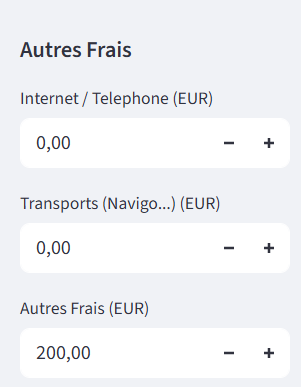 Autres Frais
Internet / Telephone (EUR)
0,00
Transports (Navigo...) (EUR)
0,00
Autres Frais (EUR)
200,00